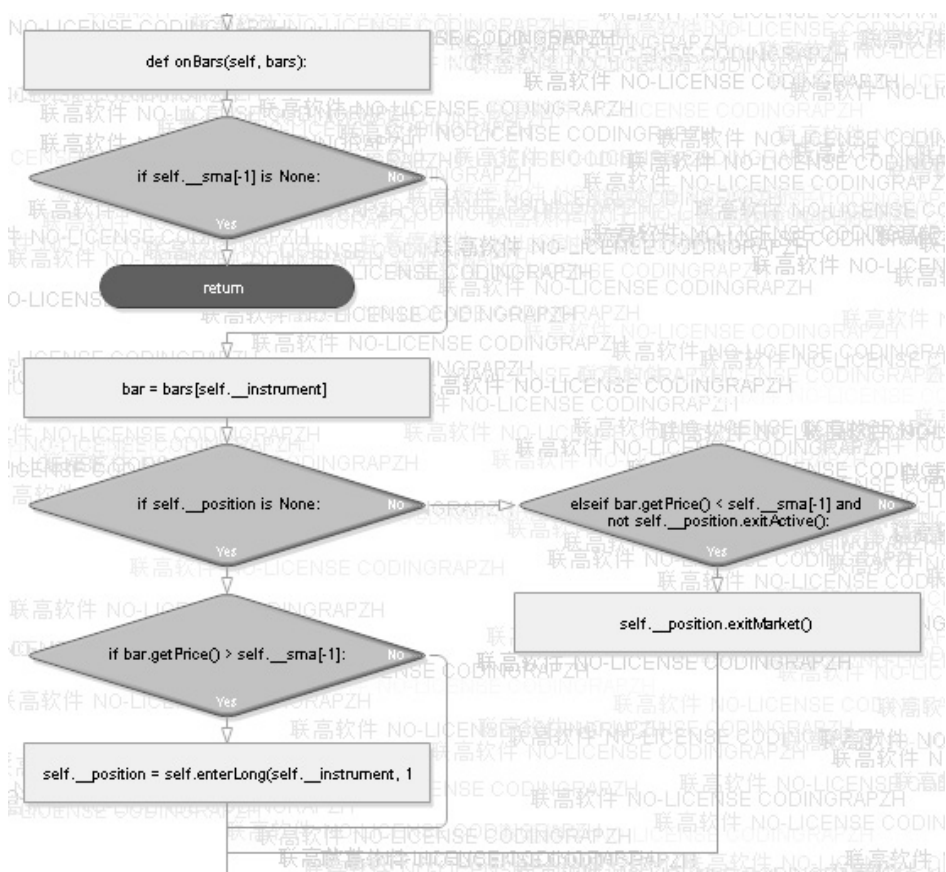 def onBars(self, bars):
if self.__sma[-1] is None:
No
Yes
return
bar = bars[self.__instrument]
if self.__position is None:
No
Yes
elseif bar.getPrice() < self.__sma[-1] and
not self.__position.exitActive():
No
Yes
self.__position.exitMarket()
if bar.getPrice() > self.__sma[-1]:
No
Yes
self.__position = self.enterLong(self.__instrument, 1
联高软件 NO-LICENSE CODINGRAPZH